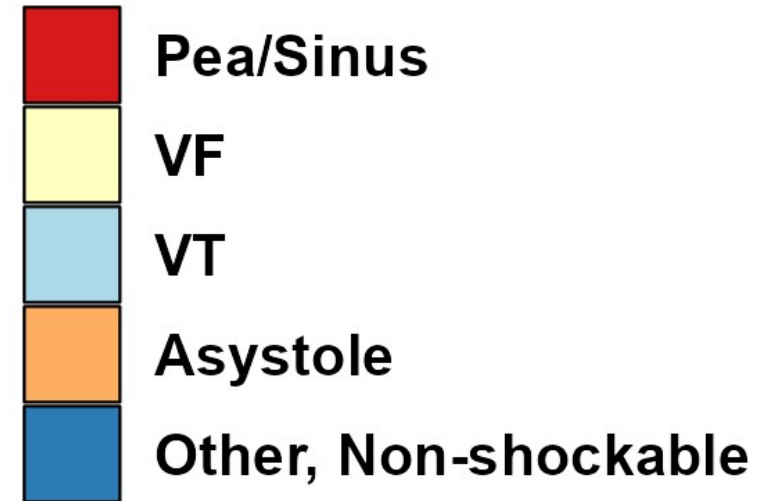 Pea/Sinus
VF
VT
Asystole
Other, Non-shockable